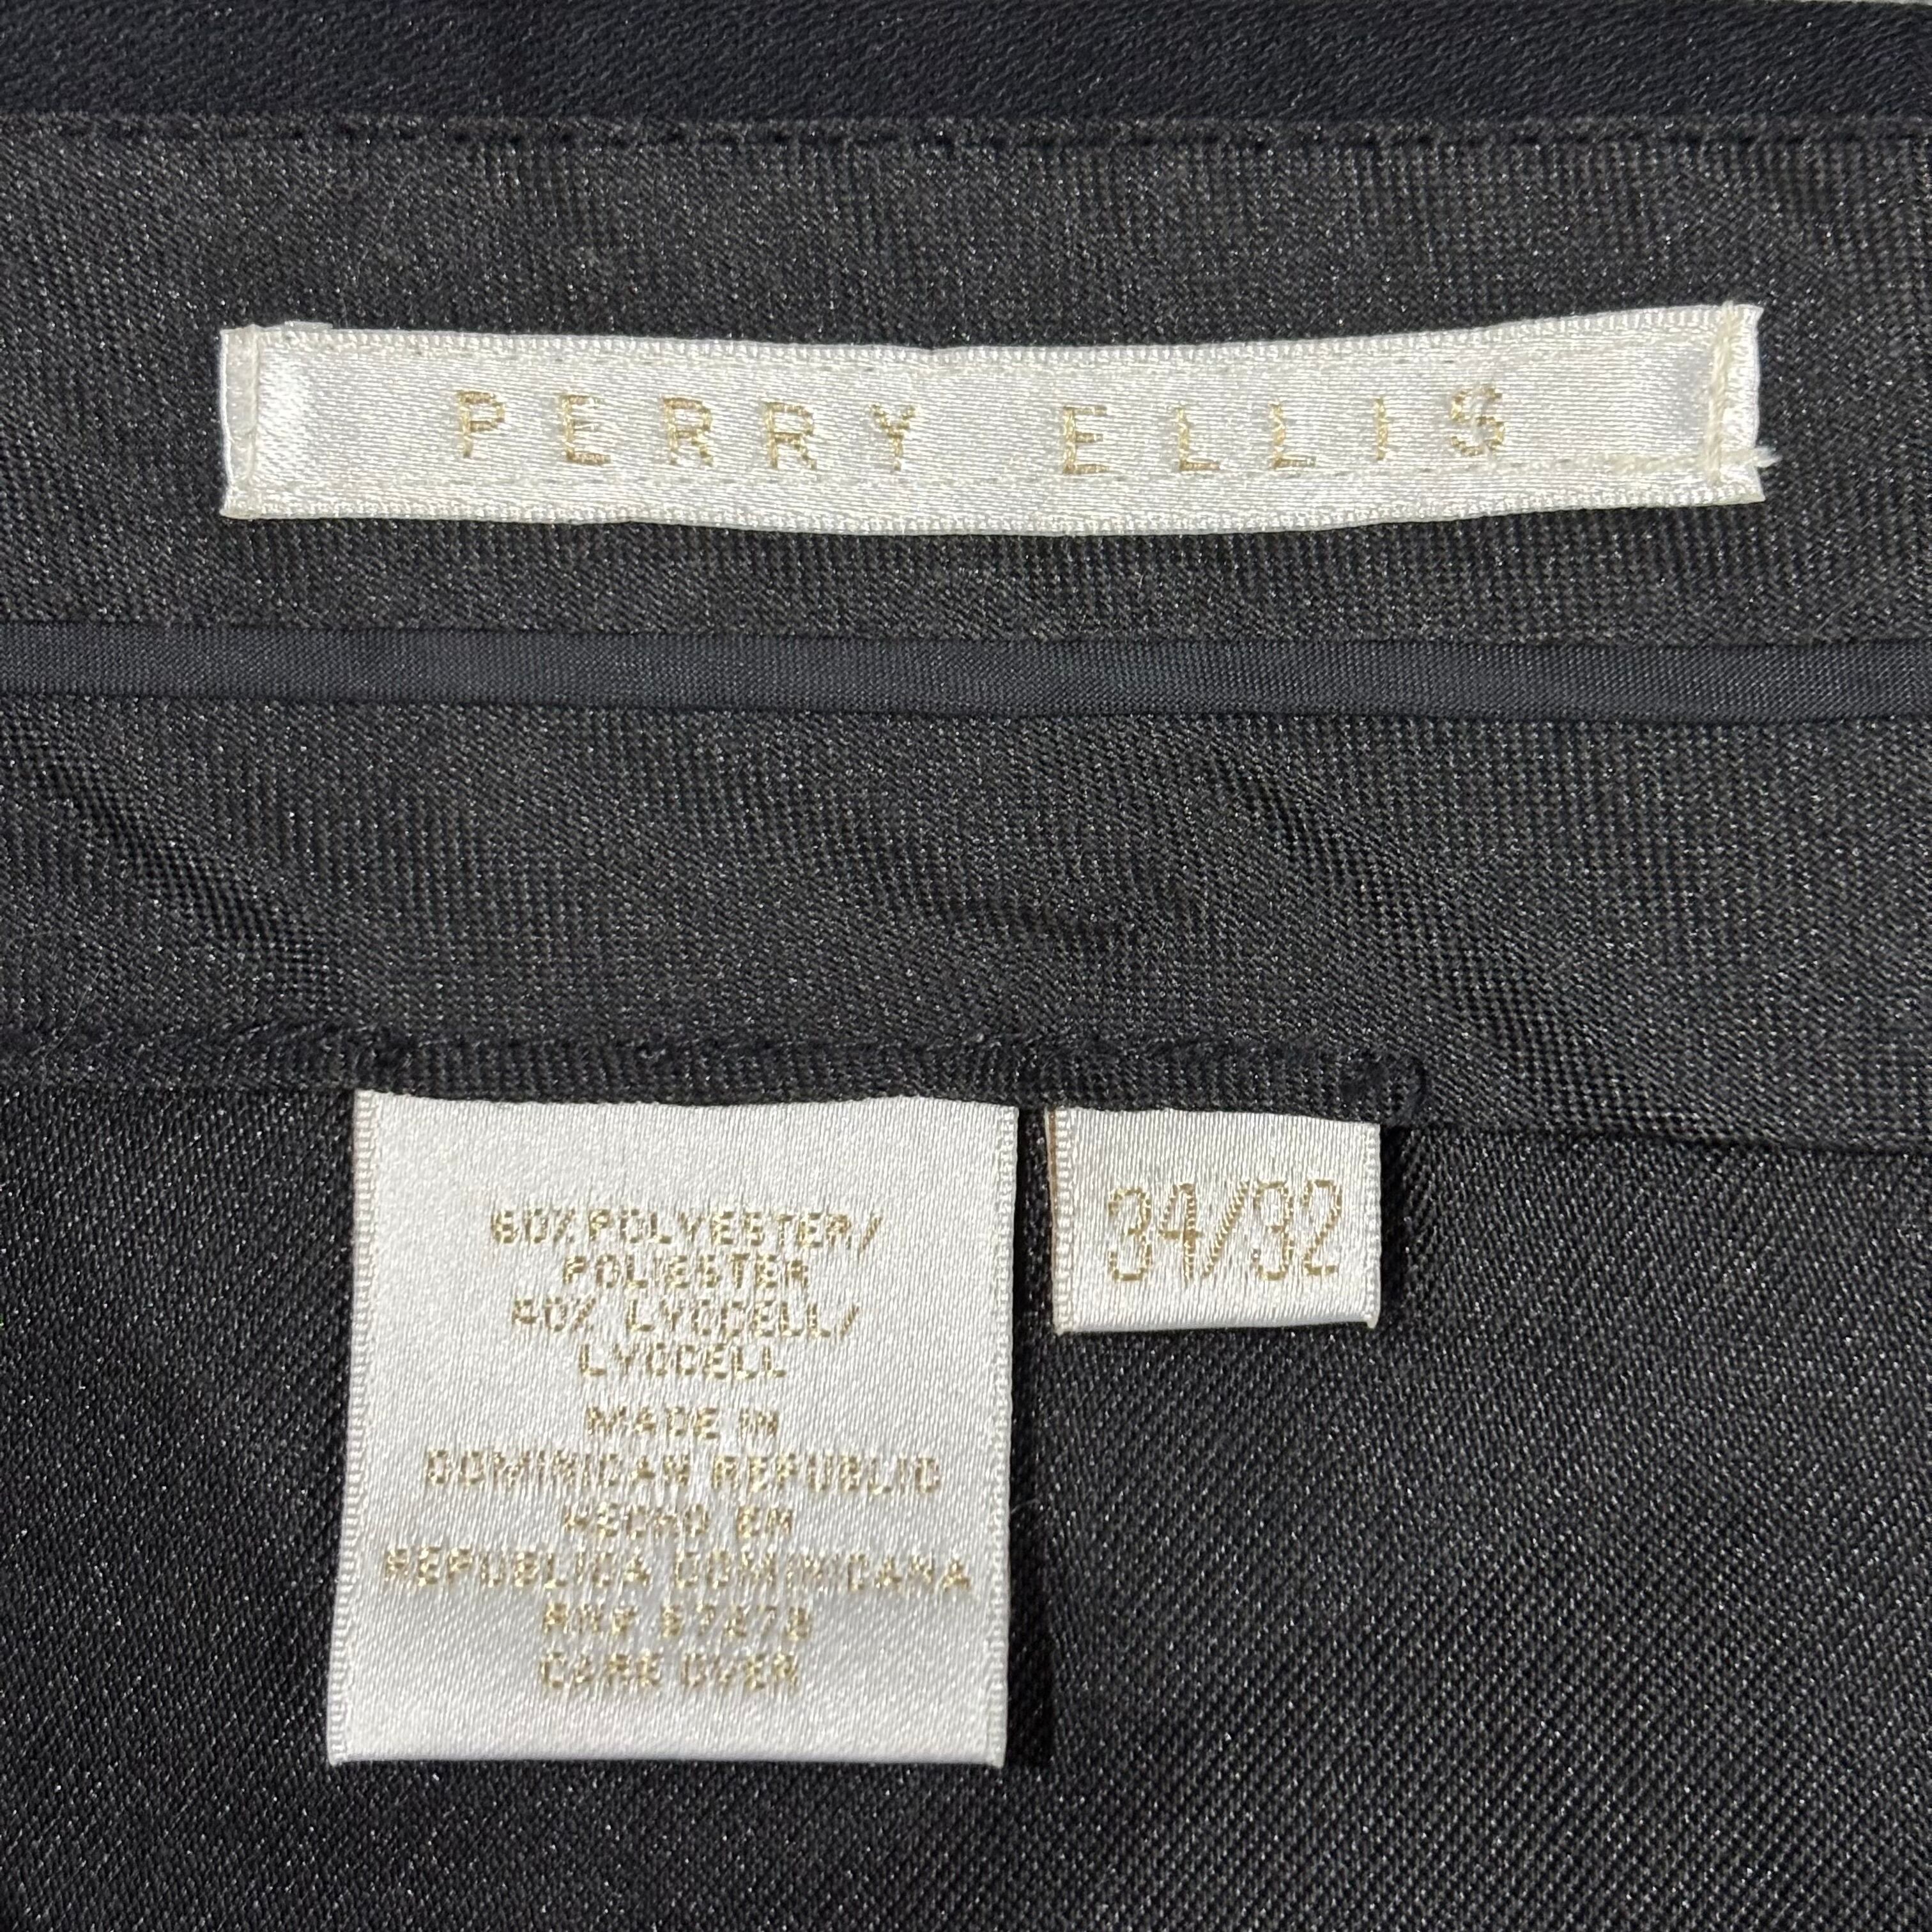 PERRY ELLIS
60% POLYESTER/
POLIESTER
40% LYOCELL/
LYOCELL
MADE IN
DOMINICAN REPUBLIC
HECHO EN
REPUBLICA DOMINICANA
RN#
CARE OVER
34/32